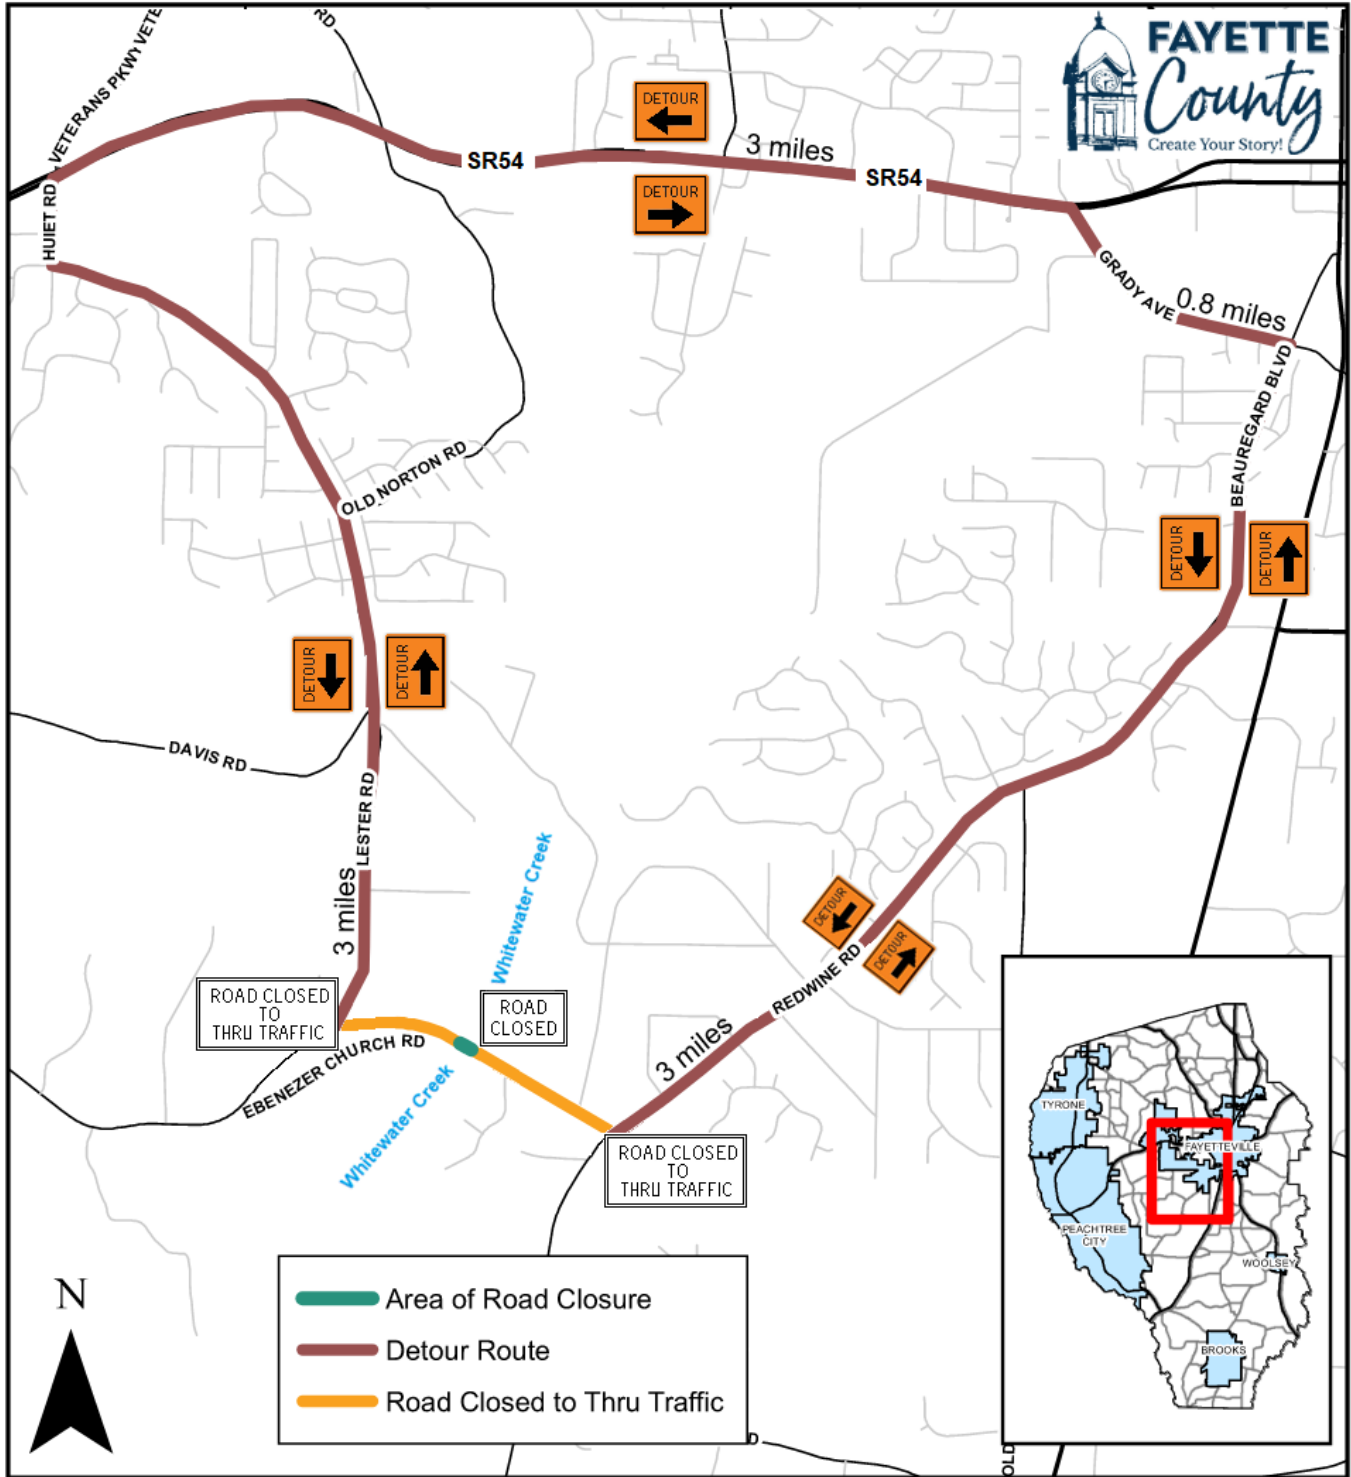 RD
VETERANS PKWY
VETE
FAYETTE
County
Create Your Story!
DETOUR
3 miles
SR54
SR54
DETOUR
HUIET RD
GRADY AVE
0.8 miles
BEAUREGARD BLVD
OLD NORTON RD
DETOUR
DETOUR
DETOUR
DETOUR
DAVIS RD
LESTER RD
3 miles
Whitewater Creek
DETOUR
DETOUR
REDWINE RD
3 miles
ROAD CLOSED
TO
THRU TRAFFIC
ROAD
CLOSED
EBENEZER CHURCH RD
Whitewater Creek
ROAD CLOSED
TO
THRU TRAFFIC
TYRONE
FAYETTEVILLE
PEACHTREE
CITY
WOOLSEY
BROOKS
N
Area of Road Closure
Detour Route
Road Closed to Thru Traffic
D
OLD